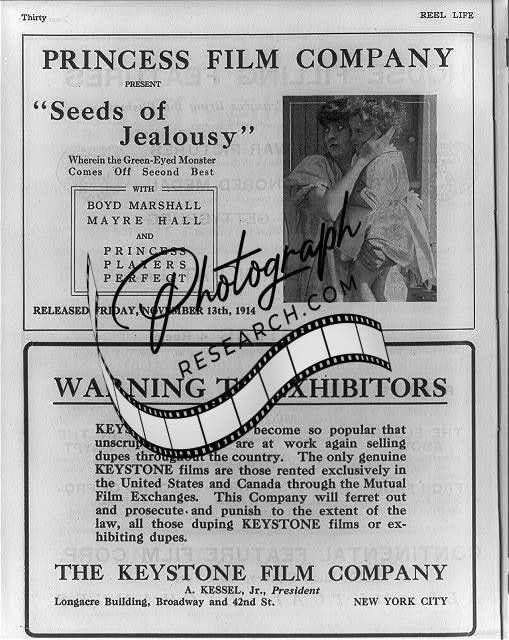 Thirty
REEL LIFE
PRINCESS FILM COMPANY
PRESENT
“Seeds of
Jealousy”
Wherein the Green-Eyed Monster
Comes Off Second Best
WITH
BOYD MARSHALL
MAYRE HALL
AND
PRINCESS
PLAYERS
PERFECT
RELEASED FRIDAY, NOVEMBER 13th, 1914
Photograph
RESEARCH.COM
WARNING TO EXHIBITORS
KEYSTONE become so popular that
are at work again selling
dupes throughout the country. The only genuine
KEYSTONE films are those rented exclusively in
the United States and Canada through the Mutual
Film Exchanges. This Company will ferret out
and prosecute and punish to the extent of the
law, all those duping KEYSTONE films or ex-
hibiting dupes.
THE KEYSTONE FILM COMPANY
A. KESSEL, Jr., President
Longacre Building, Broadway and 42nd St. NEW YORK CITY